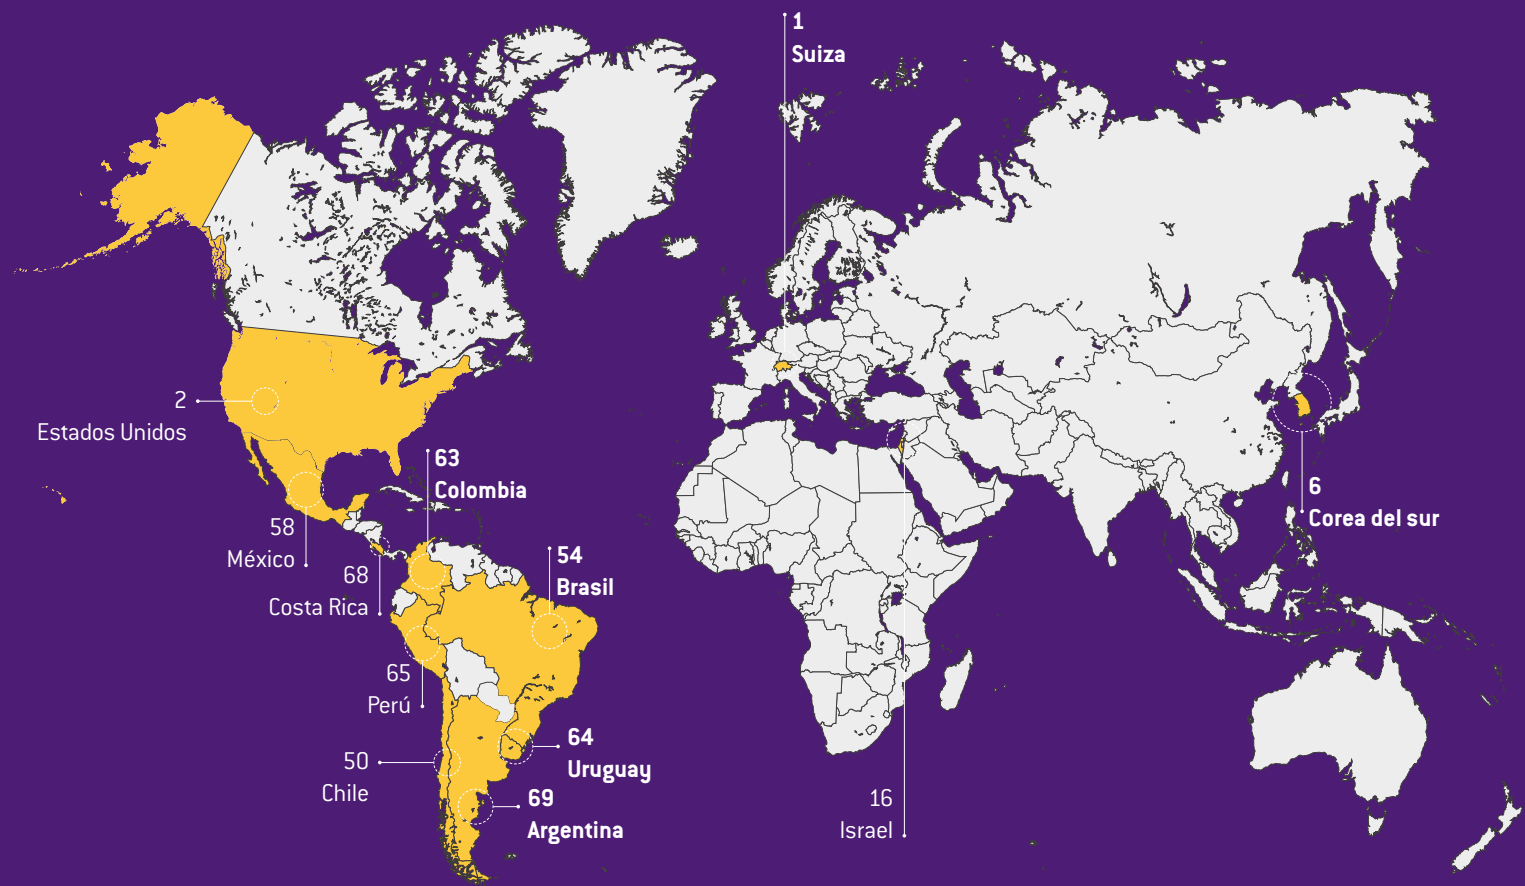 1
Suiza
2
Estados Unidos
63
Colombia
6
Corea del sur
58
México
54
Brasil
68
Costa Rica
65
Perú
64
Uruguay
50
Chile
69
Argentina
16
Israel